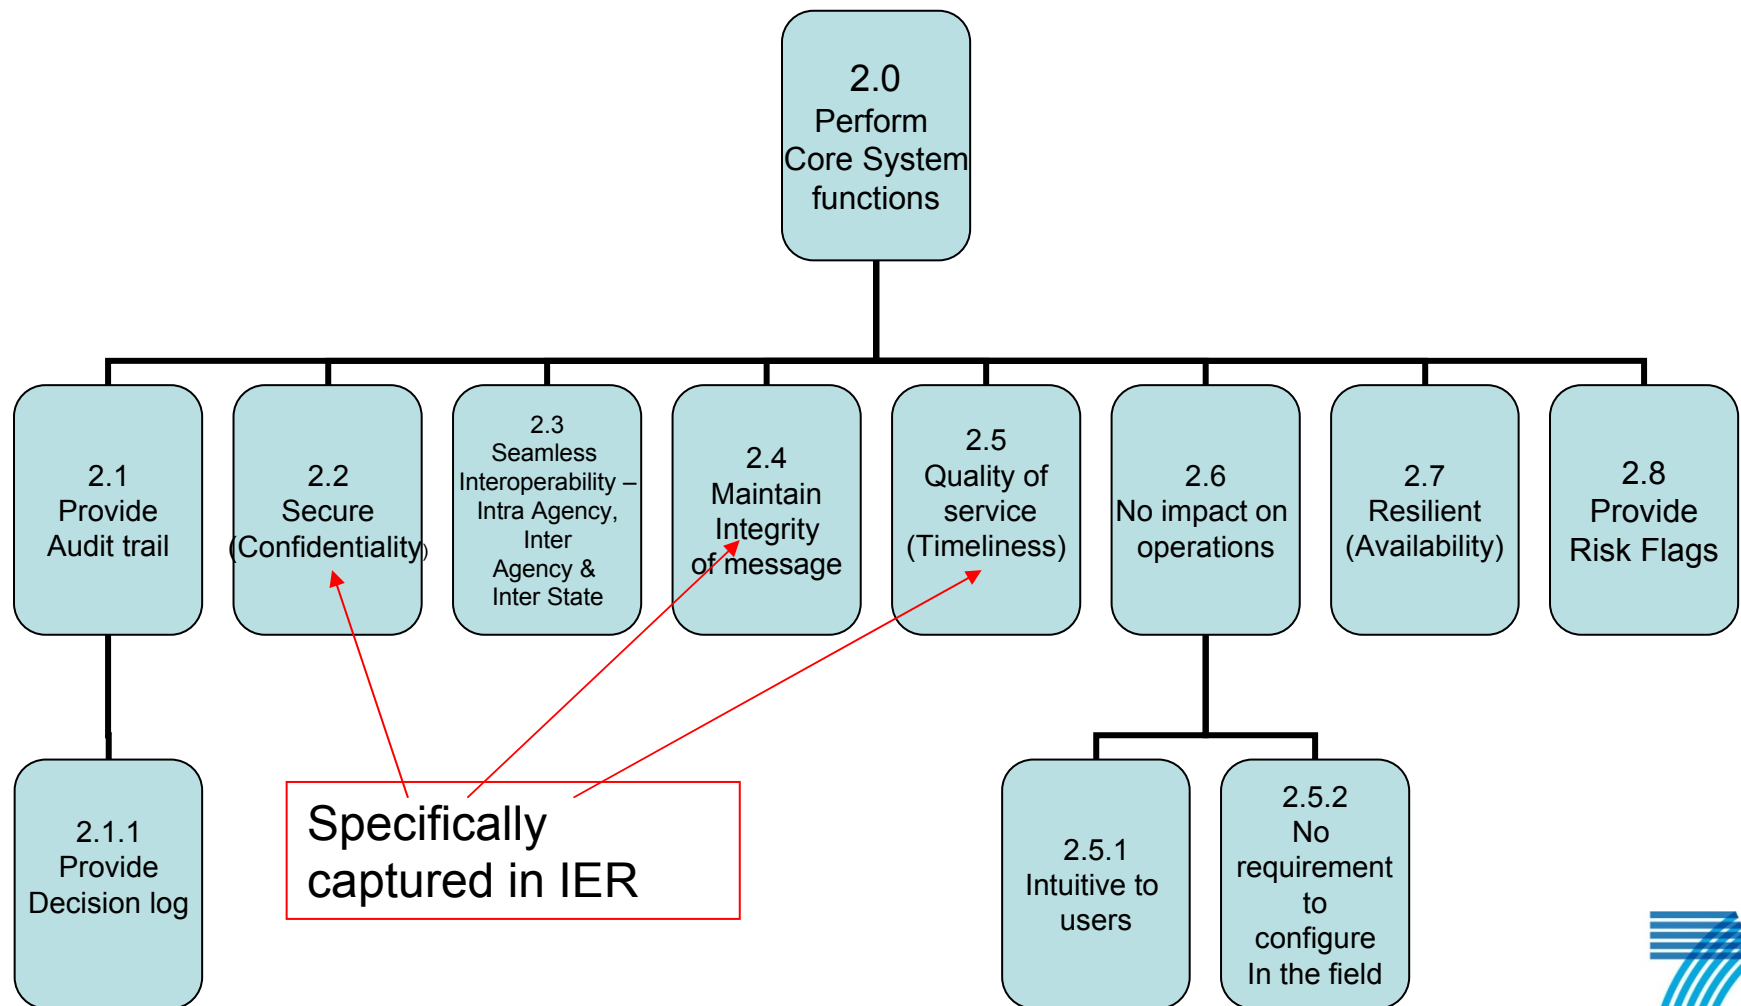 2.0
Perform
Core System
functions
2.1
Provide
Audit trail
2.2
Secure
(Confidentiality)
2.3
Seamless
Interoperability –
Intra Agency,
Inter
Agency &
Inter State
2.4
Maintain
Integrity
of message
2.5
Quality of
service
(Timeliness)
2.6
No impact on
operations
2.7
Resilient
(Availability)
2.8
Provide
Risk Flags
2.1.1
Provide
Decision log
Specifically
captured in IER
2.5.1
Intuitive to
users
2.5.2
No
requirement
to
configure
In the field